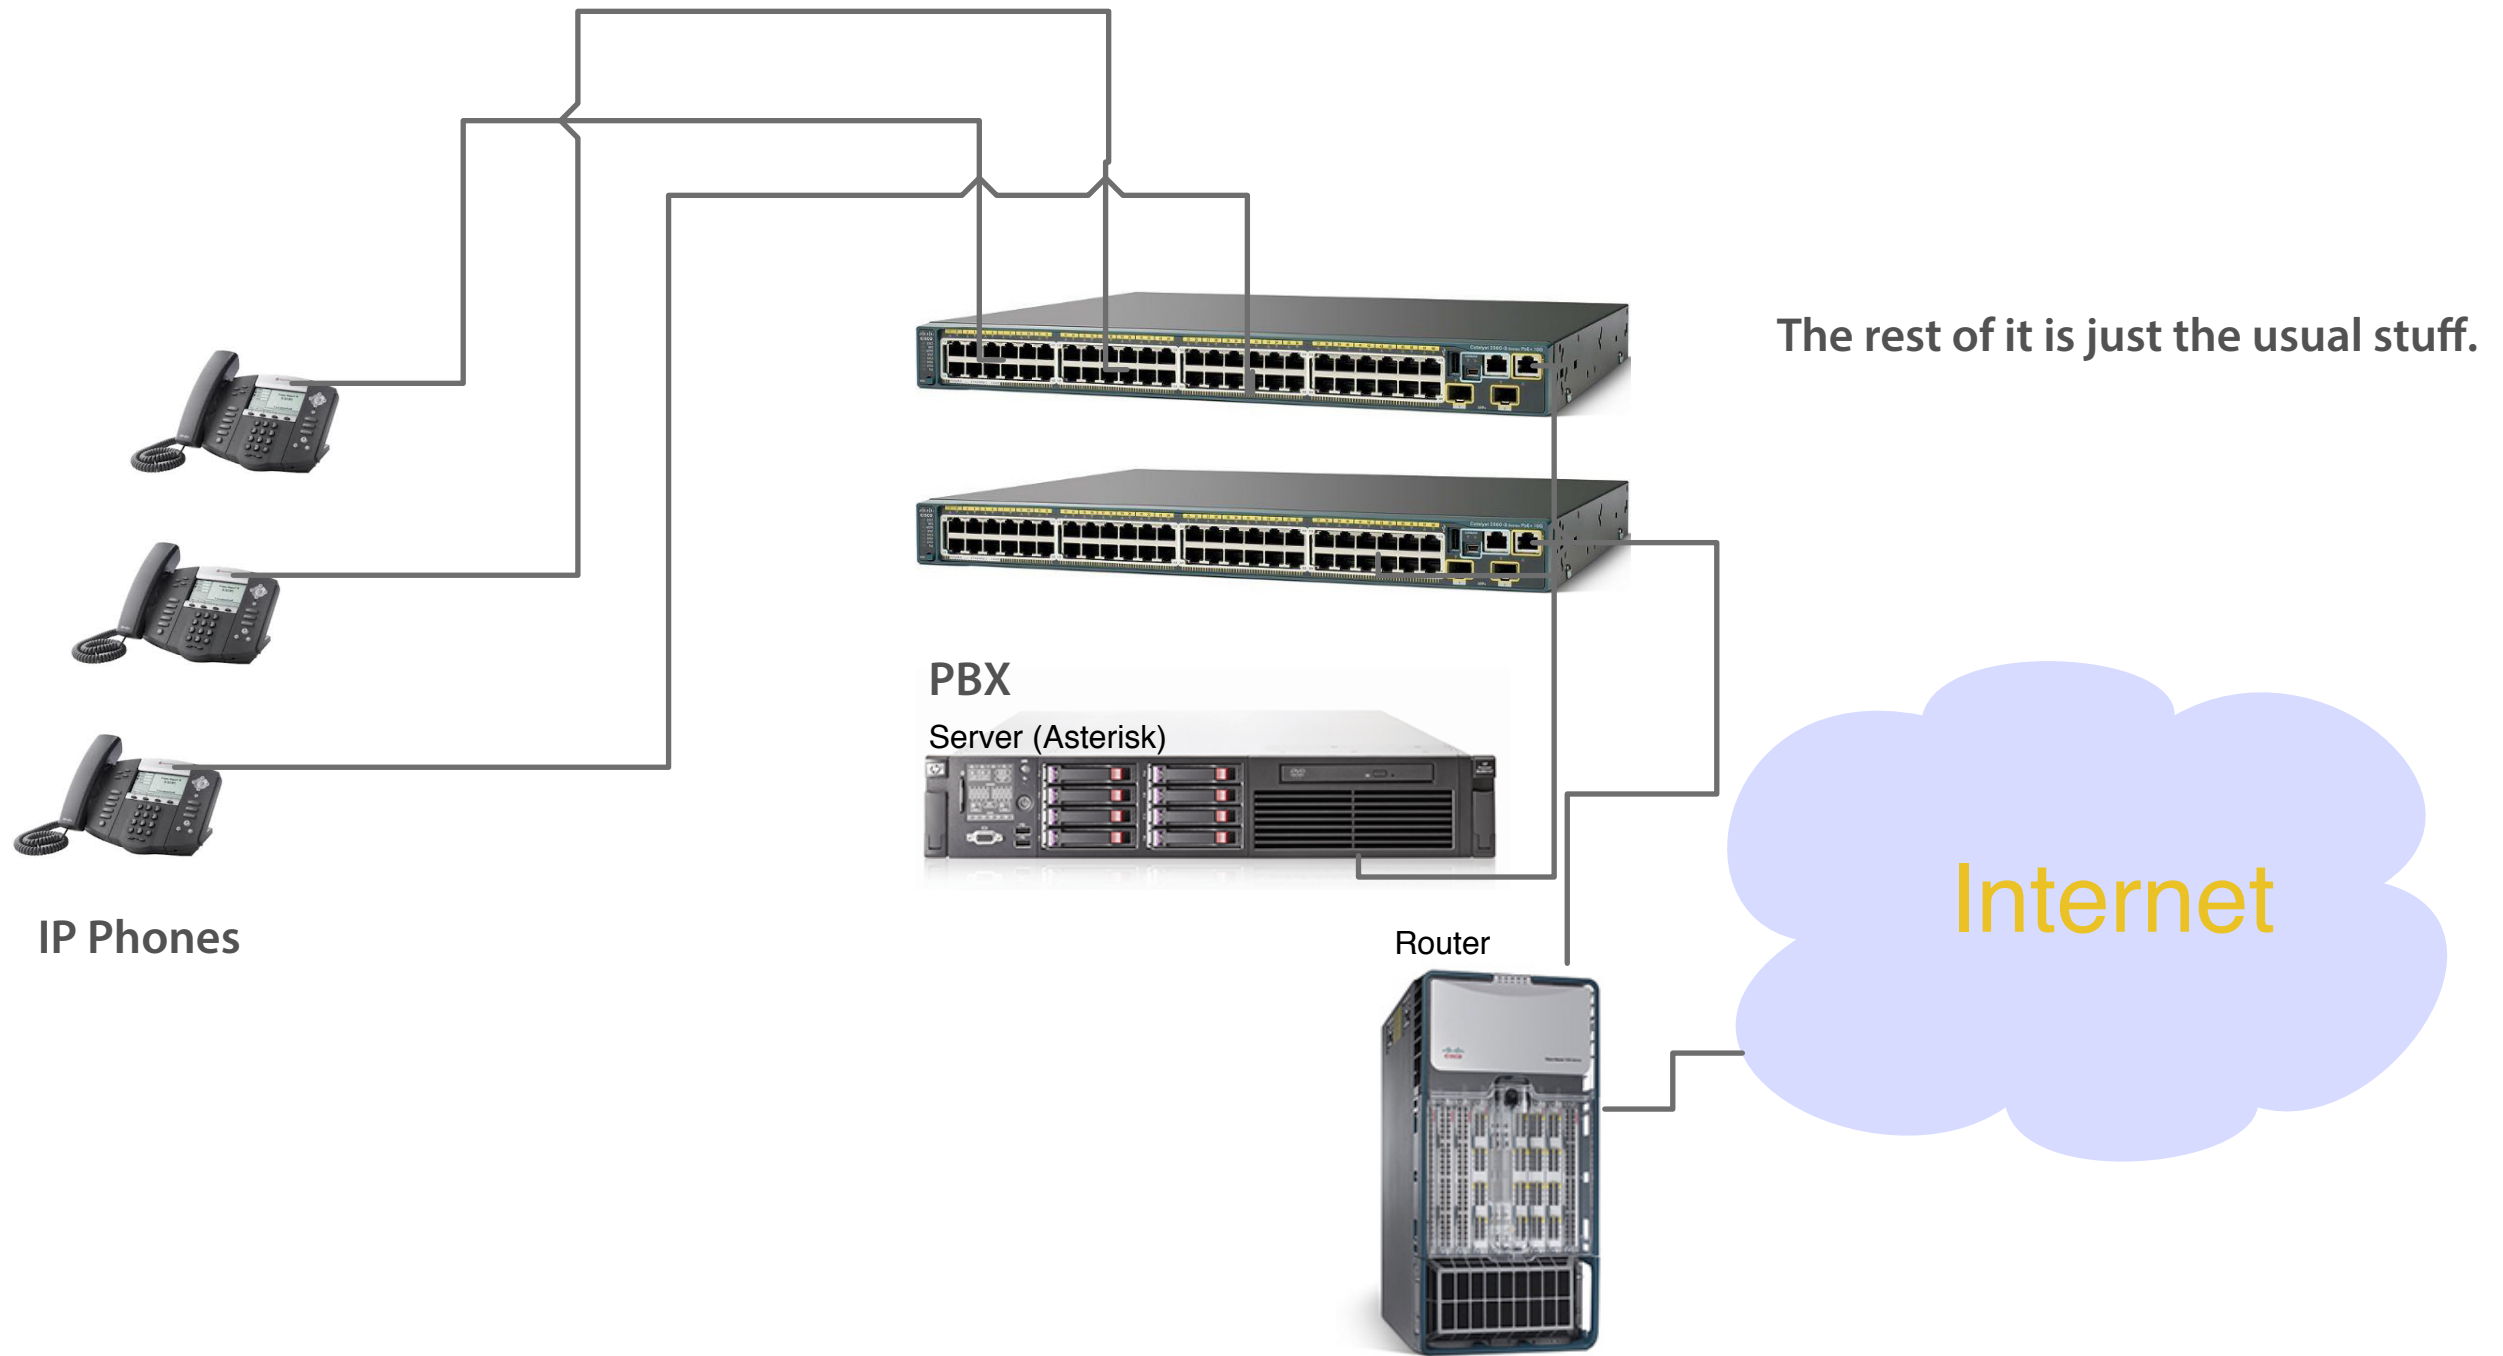 The rest of it is just the usual stuff.
PBX
Server (Asterisk)
Internet
IP Phones
Router